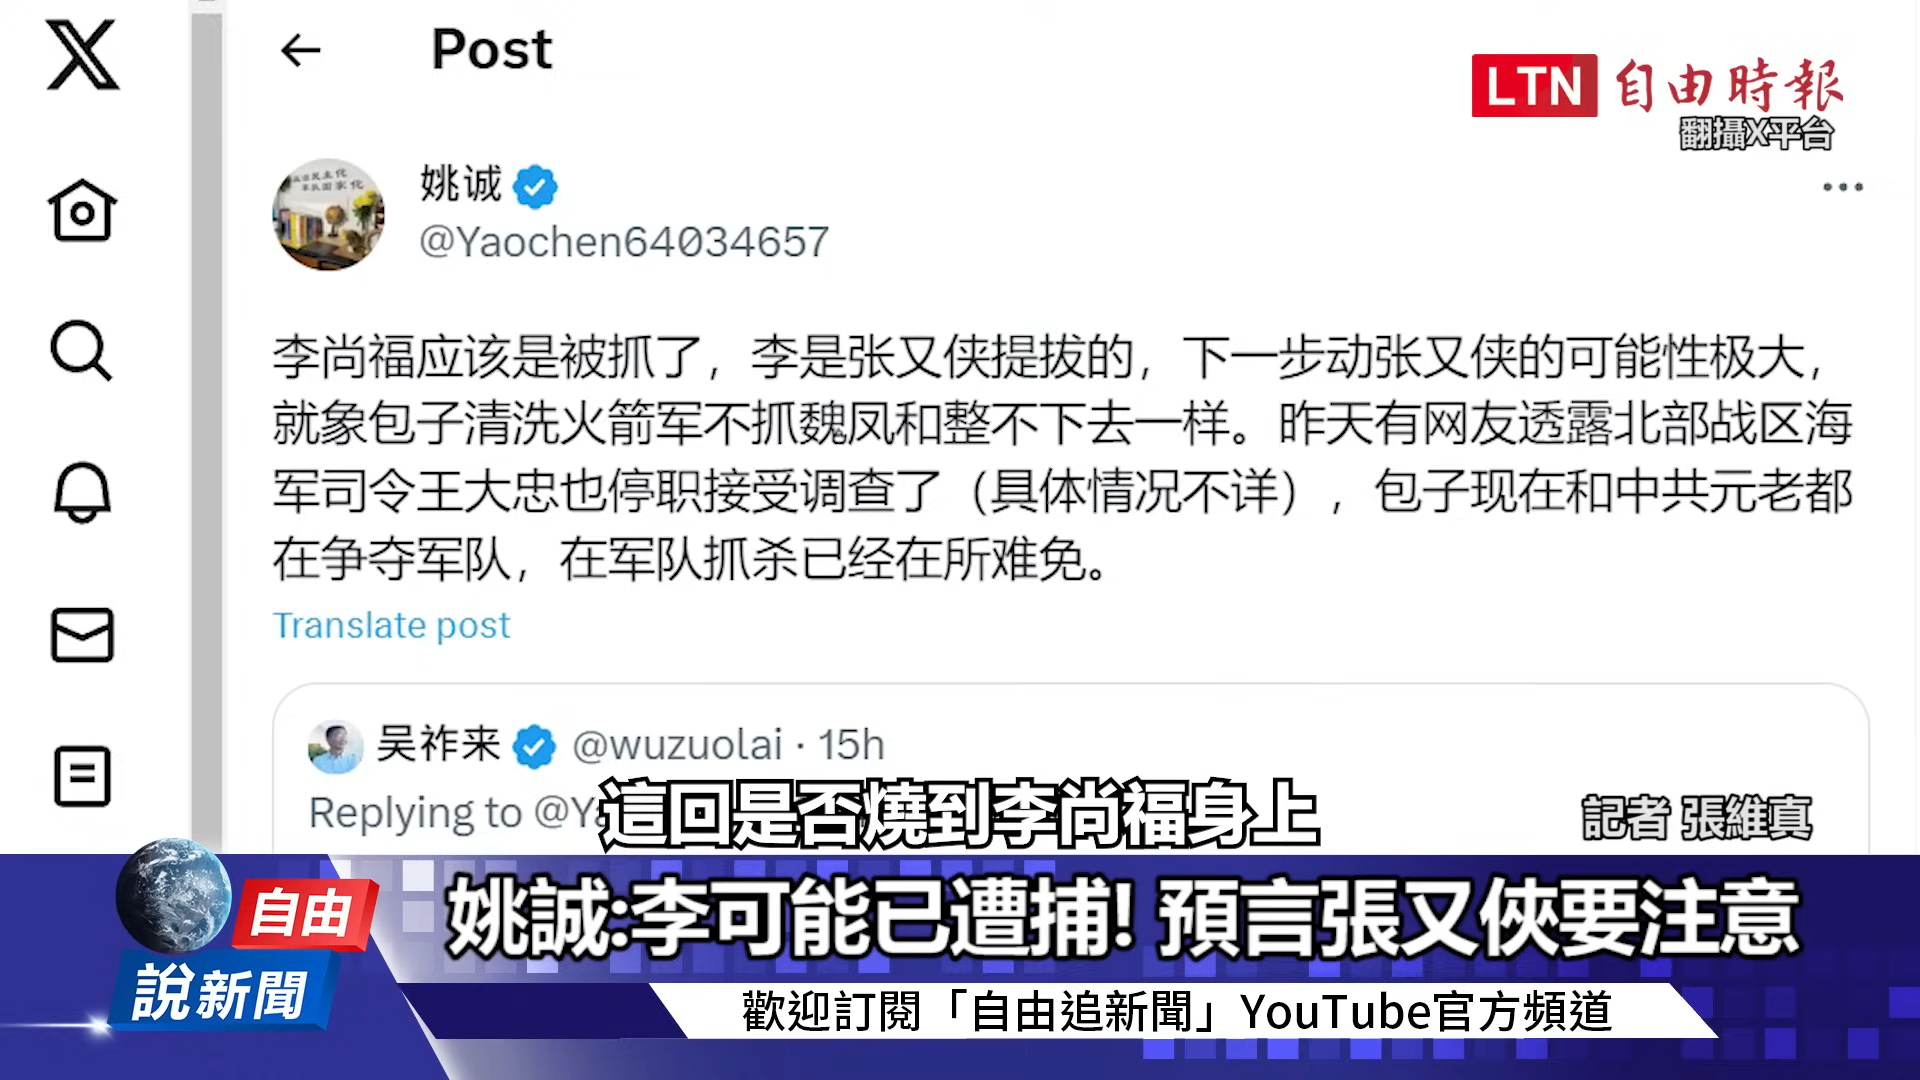 Post
LTN 自由時報
翻攝X平台
姚诚
@Yaochen64034657
李尚福应该是被抓了，李是张又侠提拔的，下一步动张又侠的可能性极大，
就象包子清洗火箭军不抓魏凤和整不下去一样。昨天有网友透露北部战区海
军司令王大忠也停职接受调查了（具体情况不详），包子现在和中共元老都
在争夺军队，在军队抓杀已经在所难免。
Translate post
吴祚来 @wuzuolai · 15h
Replying to @Ya
這回是否燒到李尚福身上
記者 張維真
自由
說新聞
姚誠:李可能已遭捕! 預言張又俠要注意
歡迎訂閱「自由追新聞」YouTube官方頻道